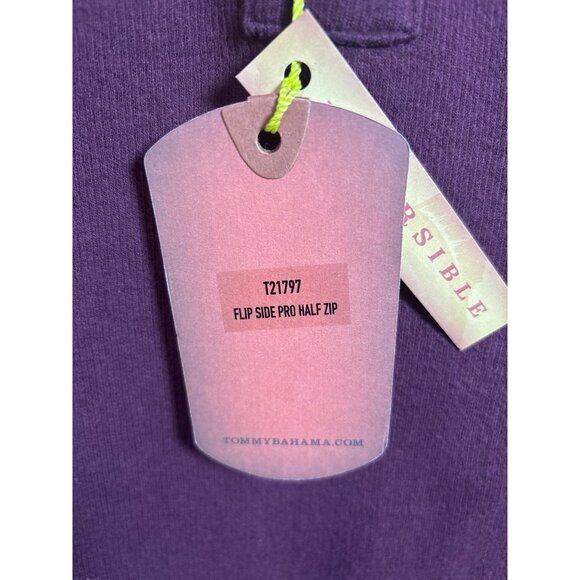 T21797
FLIP SIDE PRO HALF ZIP
TOMMYBAHAMA.COM
RSIBLE